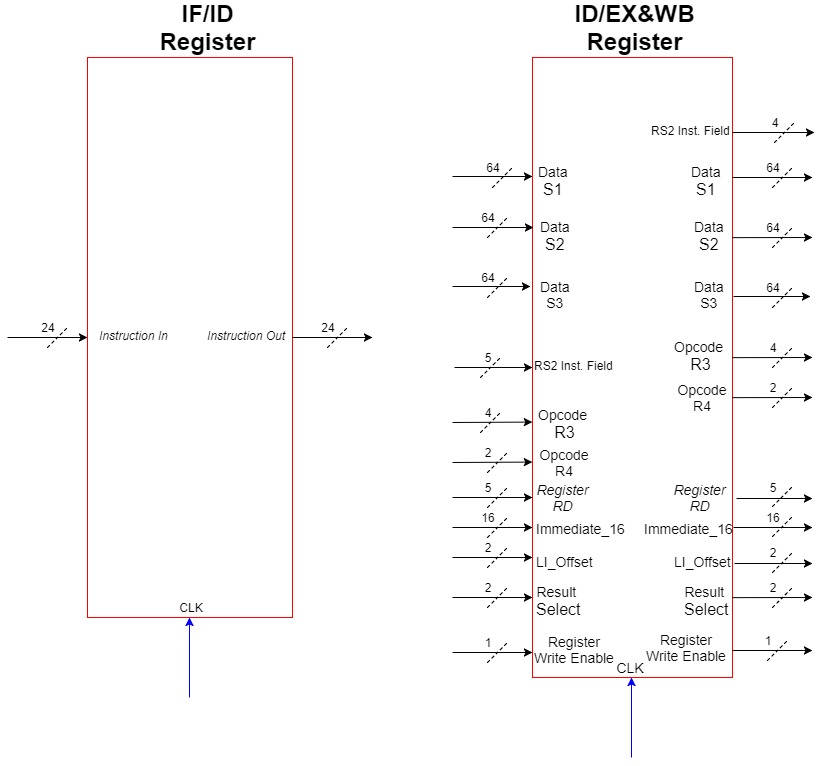 IF/ID
Register
24
Instruction In
Instruction Out
24
CLK
ID/EX&WB
Register
RS2 Inst. Field
4
64
Data
S1
Data
S1
64
64
Data
S2
Data
S2
64
64
Data
S3
Data
S3
64
5
RS2 Inst. Field
Opcode
R3
4
Opcode
R4
2
4
Opcode
R3
2
Opcode
R4
5
Register
RD
Register
RD
5
16
Immediate_16
Immediate_16
16
2
LI_Offset
LI_Offset
2
2
Result
Select
Result
Select
2
1
Register
Write Enable
Register
Write Enable
1
CLK